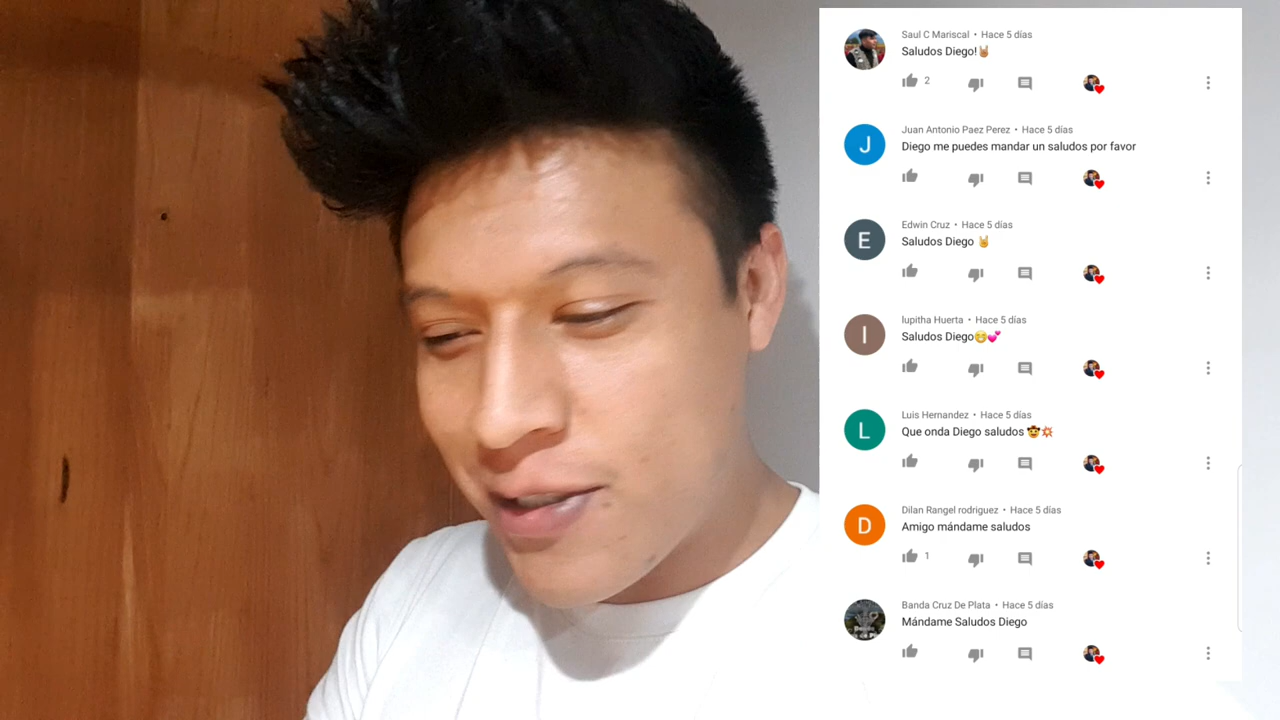 Saul C Mariscal • Hace 5 días
Saludos Diego!🤘🏼
2
J
Juan Antonio Paez Perez • Hace 5 días
Diego me puedes mandar un saludos por favor
E
Edwin Cruz • Hace 5 días
Saludos Diego 🤘
I
lupitha Huerta • Hace 5 días
Saludos Diego😁💕
L
Luis Hernandez • Hace 5 días
Que onda Diego saludos 🤠💥
D
Dilan Rangel rodriguez • Hace 5 días
Amigo mándame saludos
1
Banda Cruz De Plata • Hace 5 días
Mándame Saludos Diego